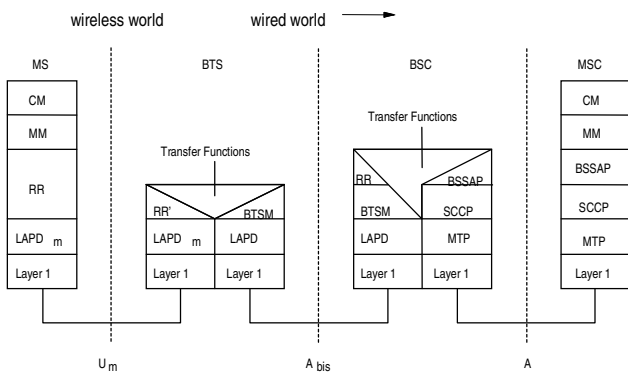 wireless world
wired world
MS
BTS
BSC
MSC
CM
MM
RR
LAPD m
Layer 1
Transfer Functions
RR'
BTSM
LAPD m
LAPD
Layer 1
Layer 1
Transfer Functions
RR
BSSAP
BTSM
SCCP
LAPD
MTP
Layer 1
Layer 1
CM
MM
BSSAP
SCCP
MTP
Layer 1
U m
A bis
A